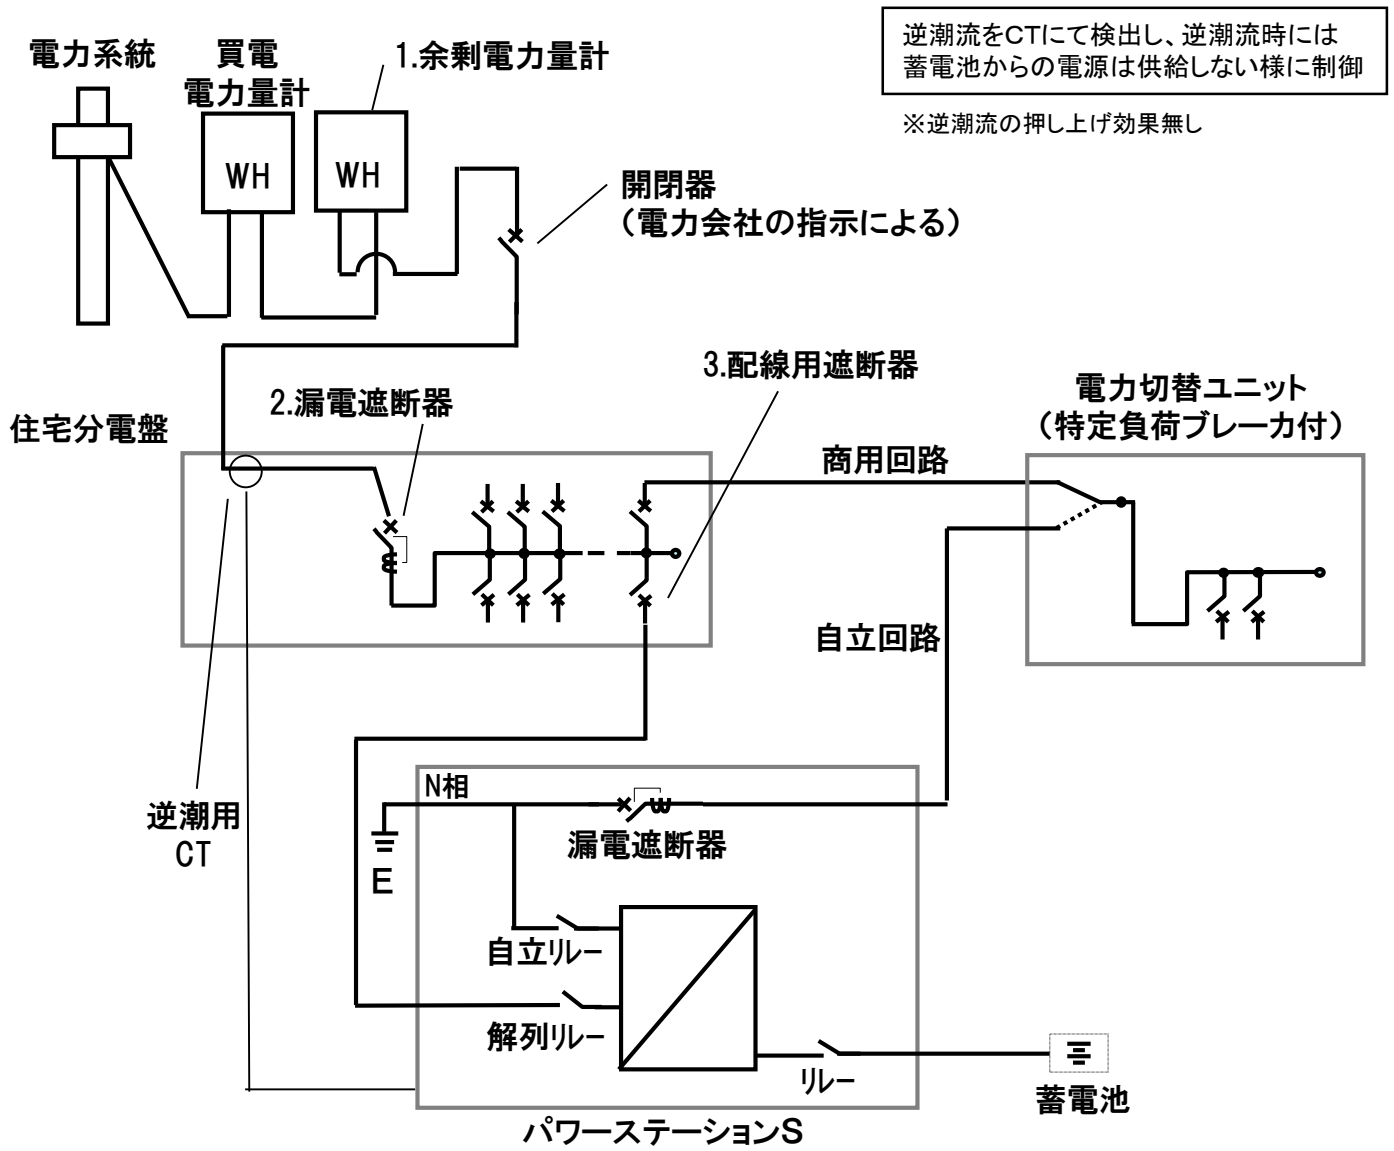 逆潮流をCTにて検出し、逆潮流時には
蓄電池からの電源は供給しない様に制御
※逆潮流の押し上げ効果無し
電力系統
買電
電力量計
1.余剰電力量計
WH
WH
開閉器
（電力会社の指示による）
3.配線用遮断器
2.漏電遮断器
住宅分電盤
電力切替ユニット
（特定負荷ブレーカ付）
商用回路
自立回路
逆潮用
CT
N相
E
漏電遮断器
自立リレー
解列リレー
リレー
蓄電池
パワーステーションS